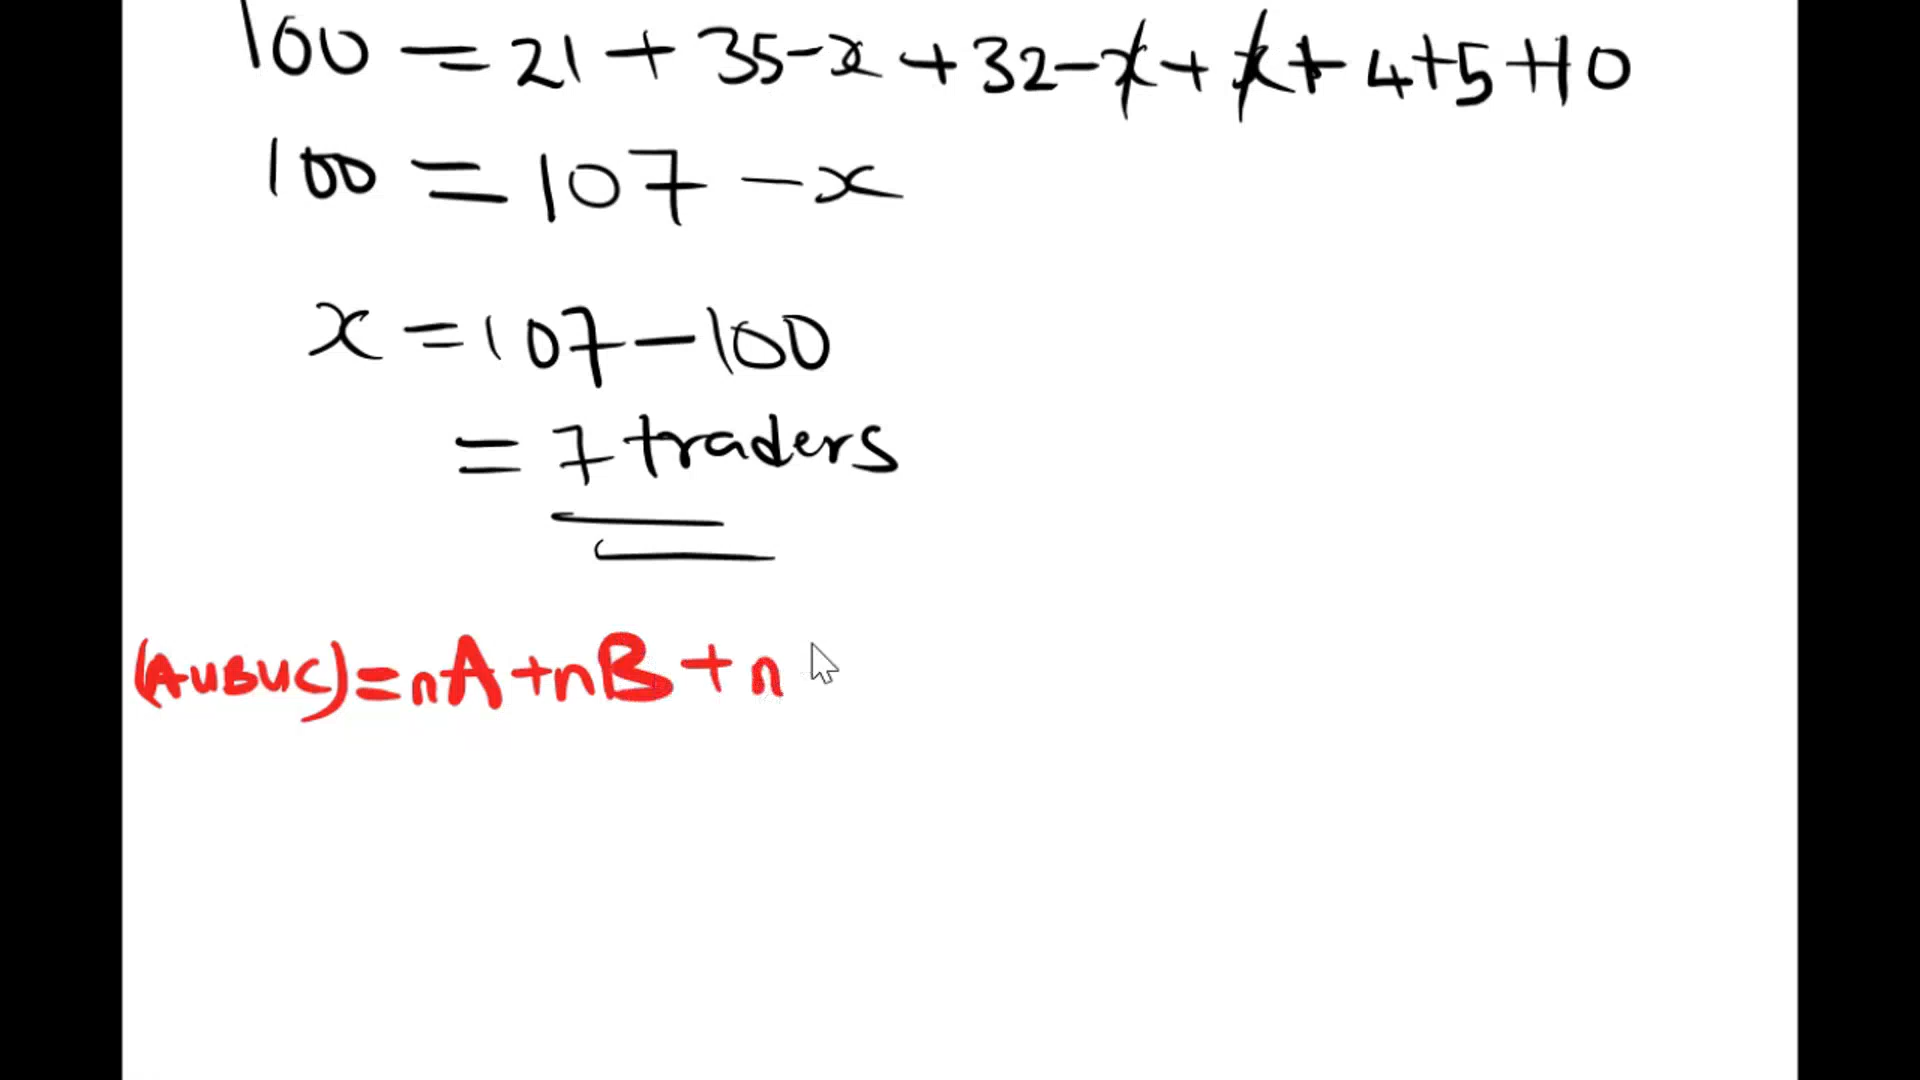 100 = 21 + 35 - x + 32 - x + x + 4 + 5 + 10
100 = 107 - x
x = 107 - 100
= 7 traders
(AUBUC) = nA + nB + n